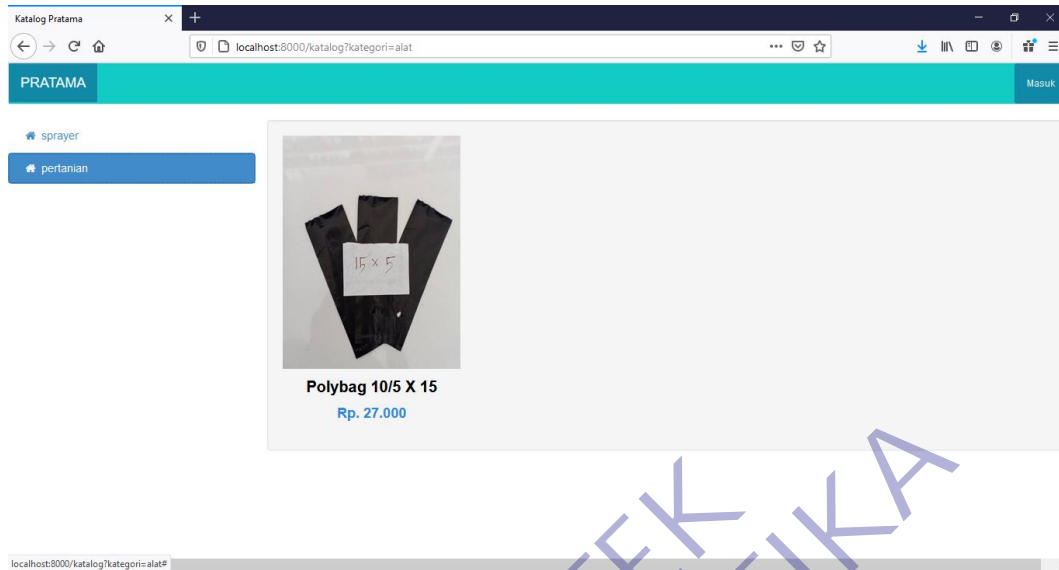 Katalog Pratama
localhost:8000/katalog?kategori=alat
PRATAMA
Masuk
sprayer
pertanian
15 x 5
Polybag 10/5 X 15
Rp. 27.000
localhost:8000/katalog?kategori=alat#